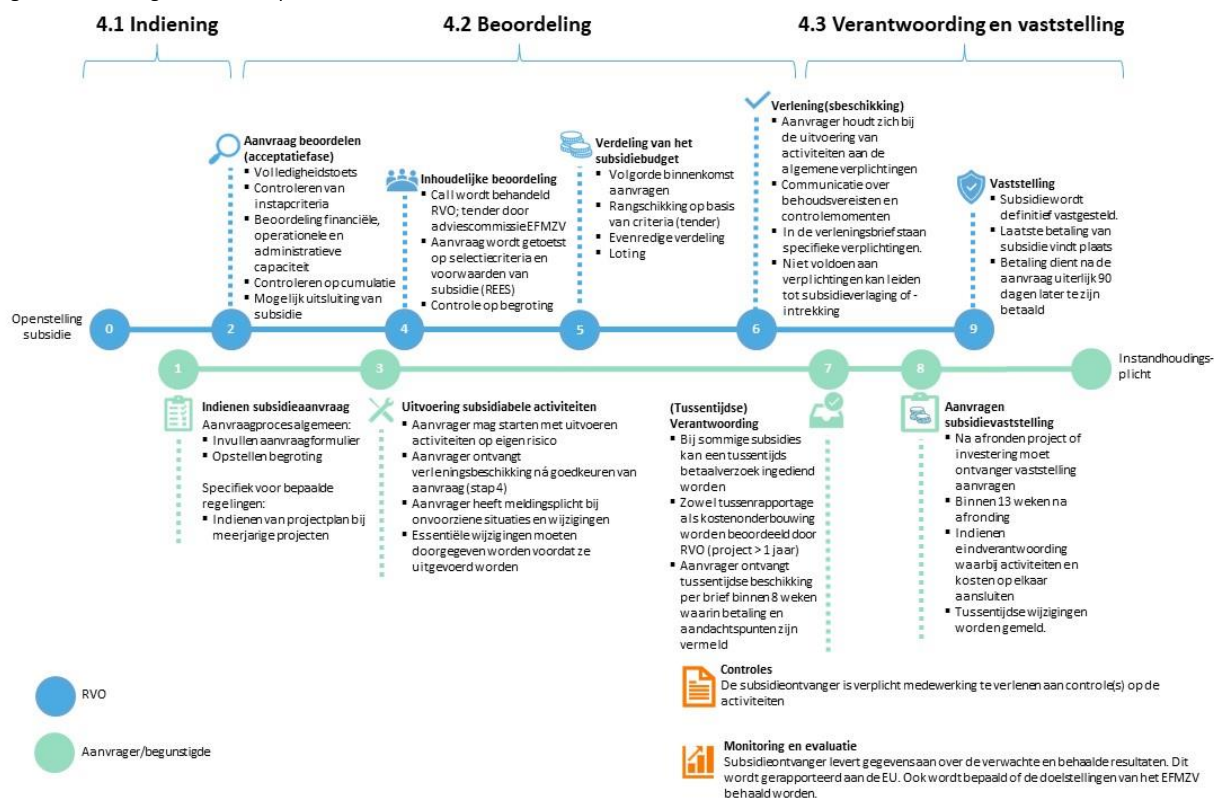 4.1 Indiening
4.2 Beoordeling
4.3 Verantwoording en vaststelling
Aanvraag beoordelen
(acceptatiefase)
▪ Volledigheidstoets
▪ Controleren van
instapcriteria
▪ Beoordeling financiële,
operationele en
administratieve
capaciteit
▪ Controleren op cumulatie
▪ Mogelijk uitsluiting van
subsidie
Inhoudelijke beoordeling
▪ Call wordt behandeld
RVO; tender door
adviescommissie EFMZV
▪ Aanvraag wordt getoetst
op selectiecriteria en
voorwaarden van
subsidie (REES)
▪ Controle op begroting
Verdeling van het
subsidiebudget
▪ Volgorde binnenkomst
aanvragen
▪ Rangschikking op basis
van criteria (tender)
▪ Evenredige verdeling
▪ Loting
Verlening(sbeschikking)
▪ Aanvrager houdt zich bij
de uitvoering van
activiteiten aan de
algemene verplichtingen
▪ Communicatie over
behoudsvereisten en
controlemomenten
▪ In de verleningsbrief staan
specifieke verplichtingen.
▪ Niet voldoen aan
verplichtingen kan leiden
tot subsidieverlaging of -
intrekking
Vaststelling
▪ Subsidie wordt
definitief vastgesteld.
▪ Laatste betaling van
subsidie vindt plaats
▪ Betaling dient na de
aanvraag uiterlijk 90
dagen later te zijn
betaald
Openstelling
subsidie
0
2
4
5
6
9
1
3
7
8
Instandhoudings-
plicht
Indienen subsidieaanvraag
Aanvraagproces algemeen:
▪ Invullen aanvraagformulier
▪ Opstellen begroting
Specifiek voor bepaalde
regelingen:
▪ Indienen van projectplan bij
meerjarige projecten
Uitvoering subsidiabele activiteiten
▪ Aanvrager mag starten met uitvoeren
activiteiten op eigen risico
▪ Aanvrager ontvangt
verleningsbeschikking ná goedkeuren van
aanvraag (stap 4)
▪ Aanvrager heeft meldingsplicht bij
onvoorziene situaties en wijzigingen
▪ Essentiële wijzigingen moeten
doorgegeven worden voordat ze
uitgevoerd worden
(Tussentijdse)
Verantwoording
▪ Bij sommige subsidies
kan een tussentijds
betaalverzoek ingediend
worden
▪ Zowel tussenrapportage
als kostenonderbouwing
worden beoordeeld door
RVO (project > 1 jaar)
▪ Aanvrager ontvangt
tussentijdse beschikking
per brief binnen 8 weken
waarin betaling en
aandachtspunten zijn
vermeld
Aanvragen
subsidievaststelling
▪ Na afronden project of
investering moet
ontvanger vaststelling
aanvragen
▪ Binnen 13 weken na
afronding
▪ Indienen
eindverantwoording
waarbij activiteiten en
kosten op elkaar
aansluiten
▪ Tussentijdse wijzigingen
worden gemeld.
RVO
Aanvrager/begunstigde
Controles
De subsidieontvanger is verplicht medewerking te verlenen aan controle(s) op de
activiteiten
Monitoring en evaluatie
Subsidieontvanger levert gegevens aan over de verwachte en behaalde resultaten. Dit
wordt gerapporteerd aan de EU. Ook wordt bepaald of de doelstellingen van het EFMZV
behaald worden.